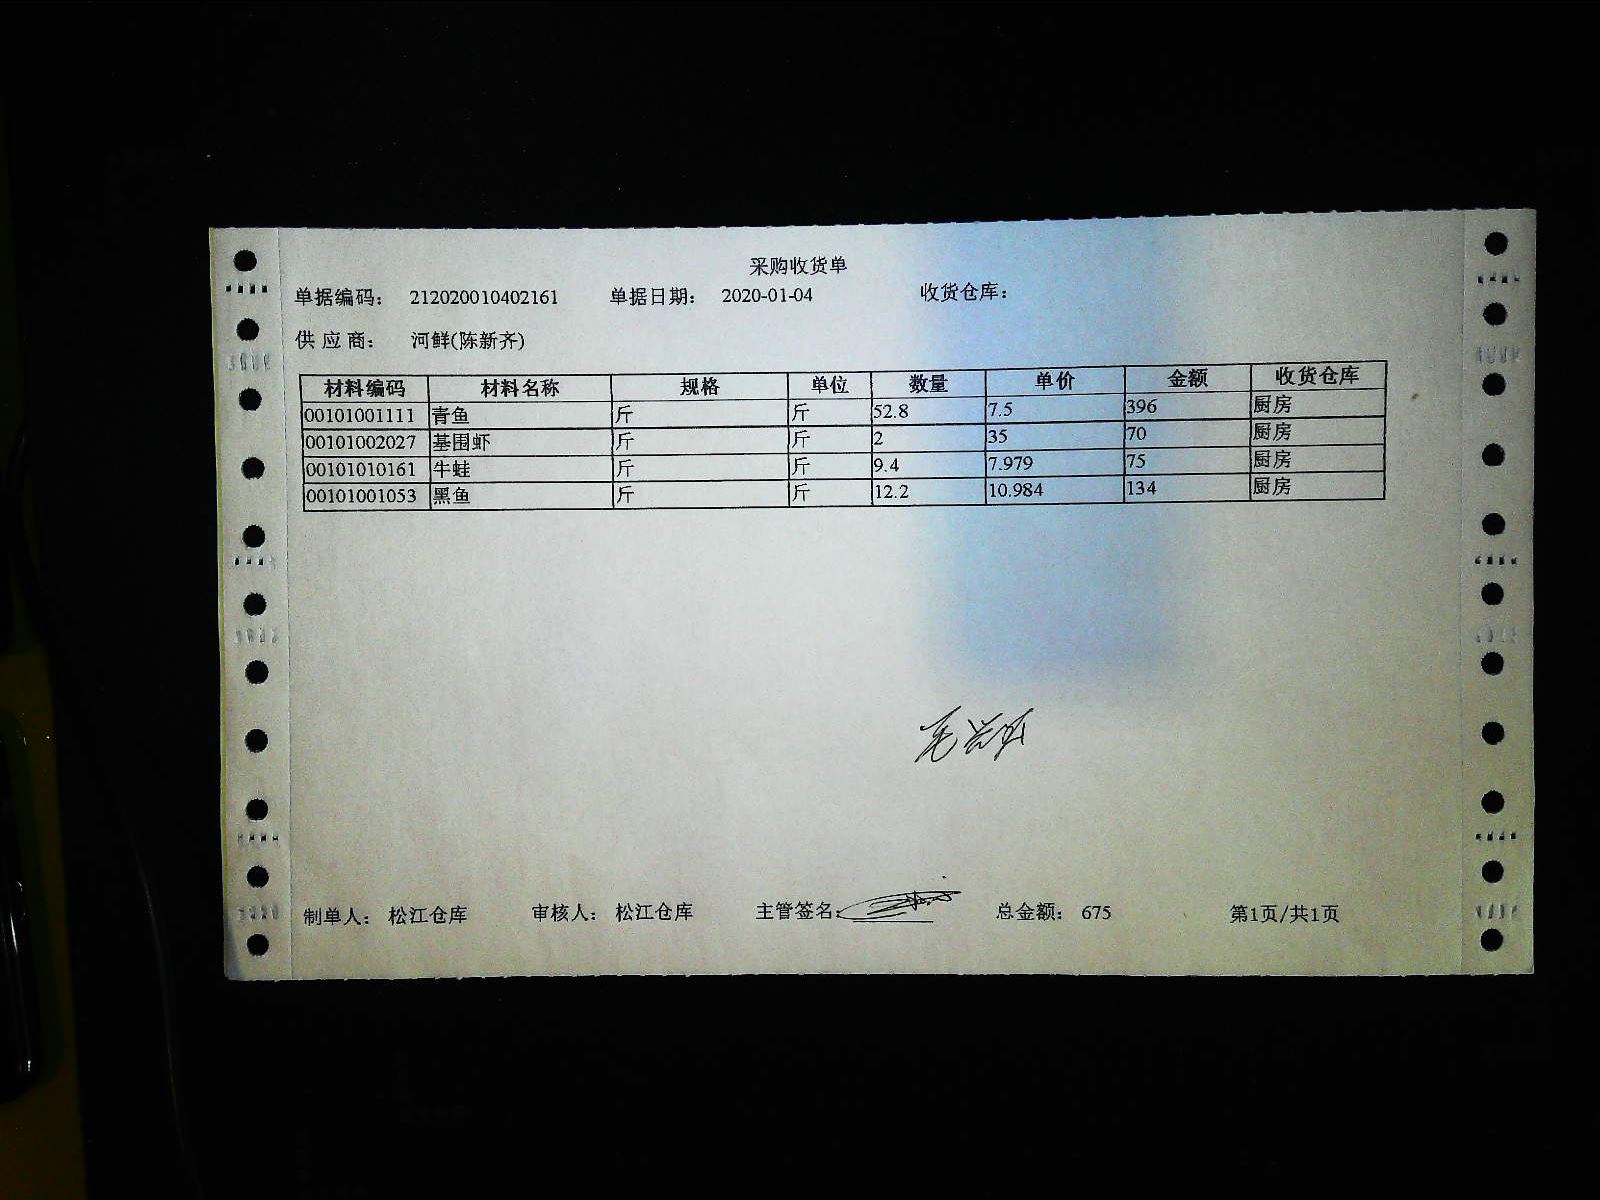 采购收货单
单据编码： 212020010402161 单据日期： 2020-01-04 收货仓库：
供 应 商： 河鲜(陈新齐)
材料编码 材料名称 规格 单位 数量 单价 金额 收货仓库
00101001111 青鱼 斤 斤 52.8 7.5 396 厨房
00101002027 基围虾 斤 斤 2 35 70 厨房
00101010161 牛蛙 斤 斤 9.4 7.979 75 厨房
00101001053 黑鱼 斤 斤 12.2 10.984 134 厨房
制单人： 松江仓库 审核人： 松江仓库 主管签名： 总金额： 675 第1页/共1页